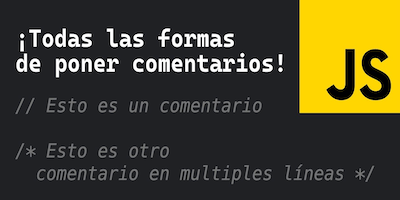 ¡Todas las formas
de poner comentarios!
JS
// Esto es un comentario
/* Esto es otro
comentario en multiples líneas */